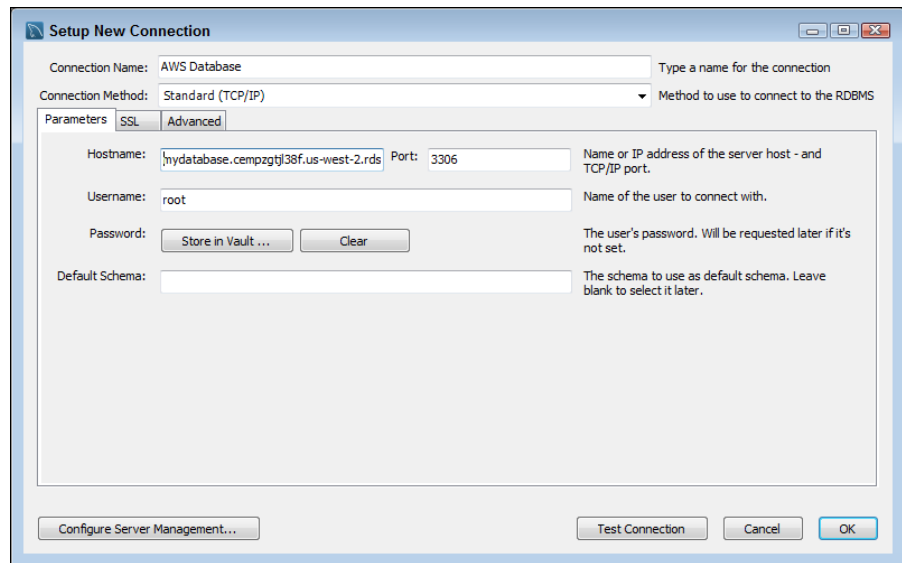 Setup New Connection
Connection Name: AWS Database Type a name for the connection
Connection Method: Standard (TCP/IP) Method to use to connect to the RDBMS
Parameters SSL Advanced
Hostname: mydatabase.cempzgtjl38f.us-west-2.rds Port: 3306 Name or IP address of the server host - and
TCP/IP port.
Username: root Name of the user to connect with.
Password: Store in Vault ... Clear The user's password. Will be requested later if it's
not set.
Default Schema: The schema to use as default schema. Leave
blank to select it later.
Configure Server Management... Test Connection Cancel OK